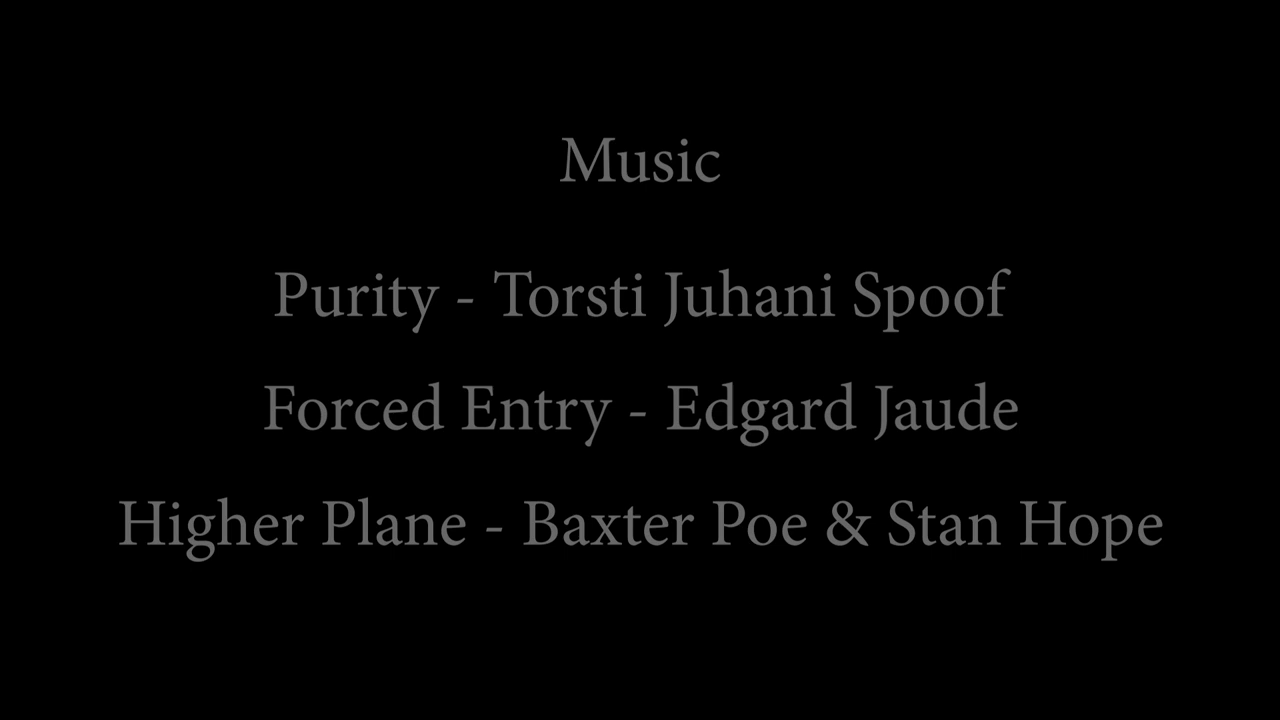 Music
Purity - Torsti Juhani Spoof
Forced Entry - Edgard Jaude
Higher Plane - Baxter Poe & Stan Hope